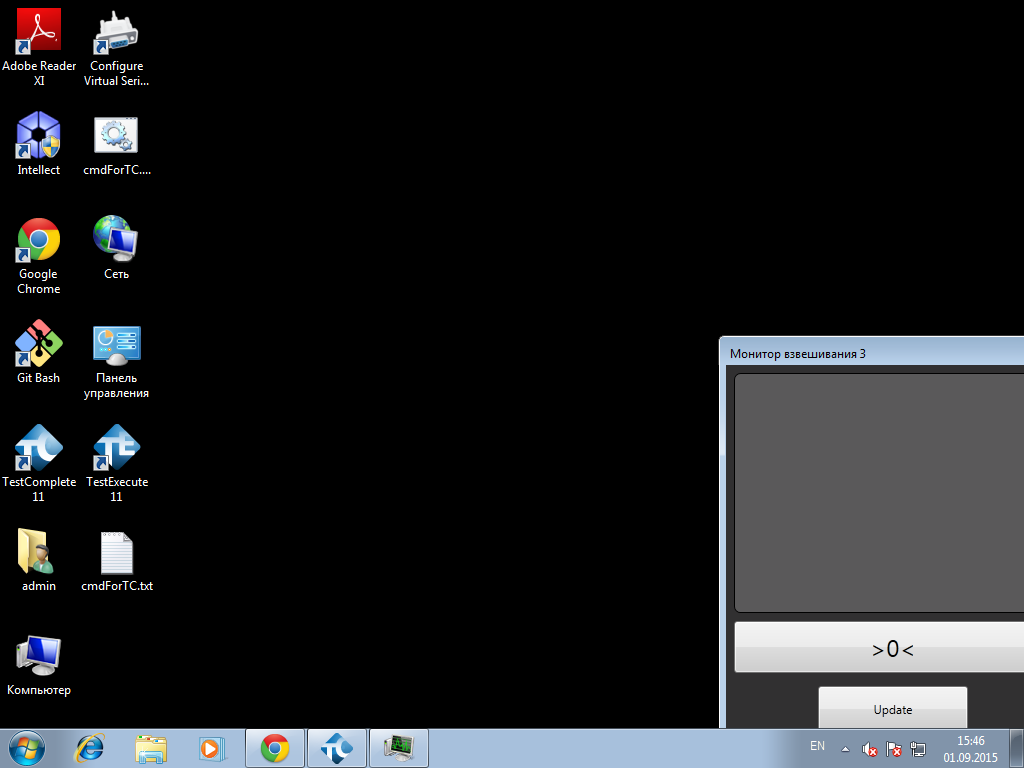 Adobe Reader
XI
Configure
Virtual Seri...
Intellect
cmdForTC....
Google
Chrome
Сеть
Git Bash
Панель
управления
TestComplete
11
TestExecute
11
admin
cmdForTC.txt
Компьютер
Монитор взвешивания 3
>0<
Update
EN
15:46
01.09.2015